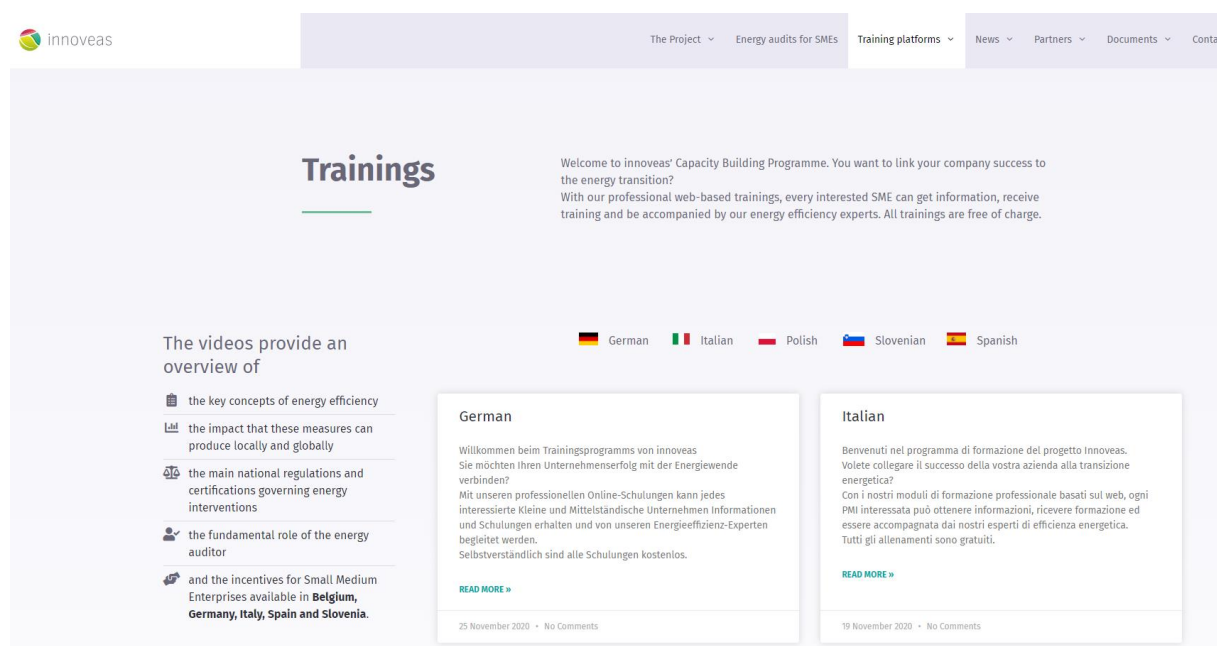 innoveas
The Project
Energy audits for SMEs
Training platforms
News
Partners
Documents
Conta
Trainings
Welcome to innoveas' Capacity Building Programme. You want to link your company success to
the energy transition?
With our professional web-based trainings, every interested SME can get information, receive
training and be accompanied by our energy efficiency experts. All trainings are free of charge.
The videos provide an
overview of
the key concepts of energy efficiency
the impact that these measures can
produce locally and globally
the main national regulations and
certifications governing energy
interventions
the fundamental role of the energy
auditor
and the incentives for Small Medium
Enterprises available in Belgium,
Germany, Italy, Spain and Slovenia.
German
Italian
Polish
Slovenian
Spanish
German
Willkommen beim Trainingsprogramms von innoveas
Sie möchten Ihren Unternehmenserfolg mit der Energiewende
verbinden?
Mit unseren professionellen Online-Schulungen kann jedes
interessierte Kleine und Mittelständische Unternehmen Informationen
und Schulungen erhalten und von unseren Energieeffizienz-Experten
begleitet werden.
Selbstverständlich sind alle Schulungen kostenlos.
READ MORE »
25 November 2020 • No Comments
Italian
Benvenuti nel programma di formazione del progetto Innoveas.
Volete collegare il successo della vostra azienda alla transizione
energetica?
Con i nostri moduli di formazione professionale basati sul web, ogni
PMI interessata può ottenere informazioni, ricevere formazione ed
essere accompagnata dai nostri esperti di efficienza energetica.
Tutti gli allenamenti sono gratuiti.
READ MORE »
19 November 2020 • No Comments